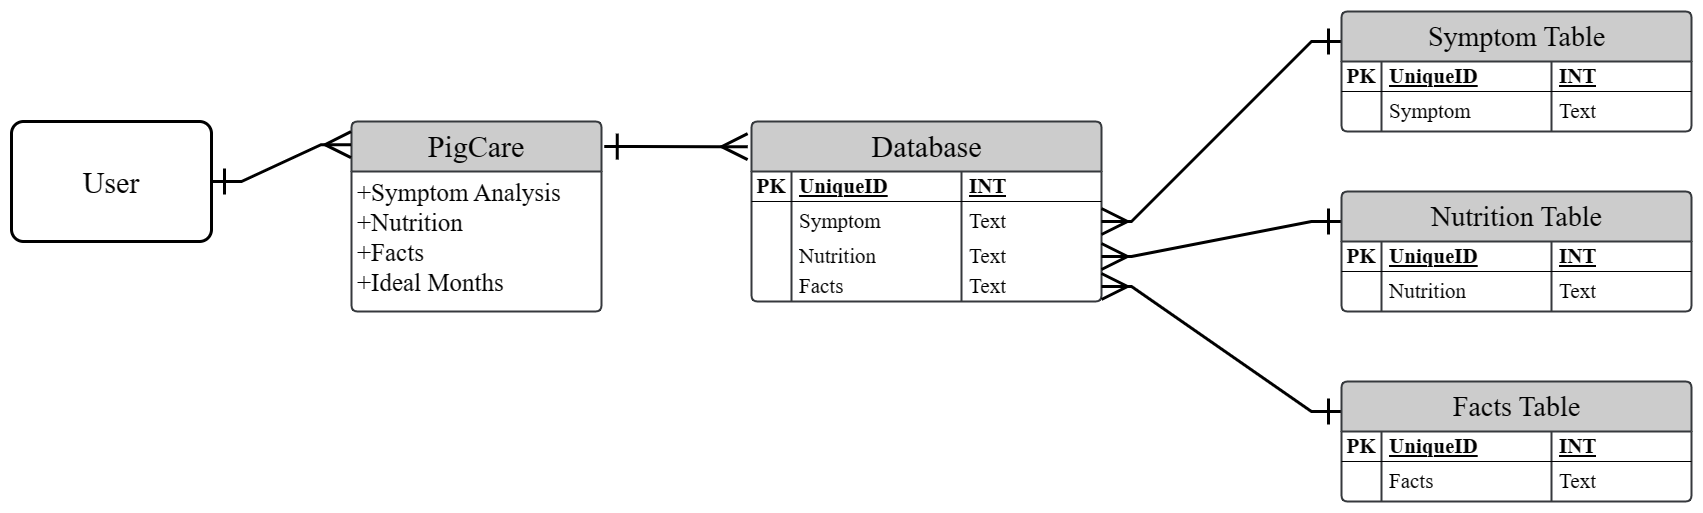 User
PigCare
+Symptom Analysis
+Nutrition
+Facts
+Ideal Months
Database
PK UniqueID INT
Symptom Text
Nutrition Text
Facts Text
Symptom Table
PK UniqueID INT
Symptom Text
Nutrition Table
PK UniqueID INT
Nutrition Text
Facts Table
PK UniqueID INT
Facts Text